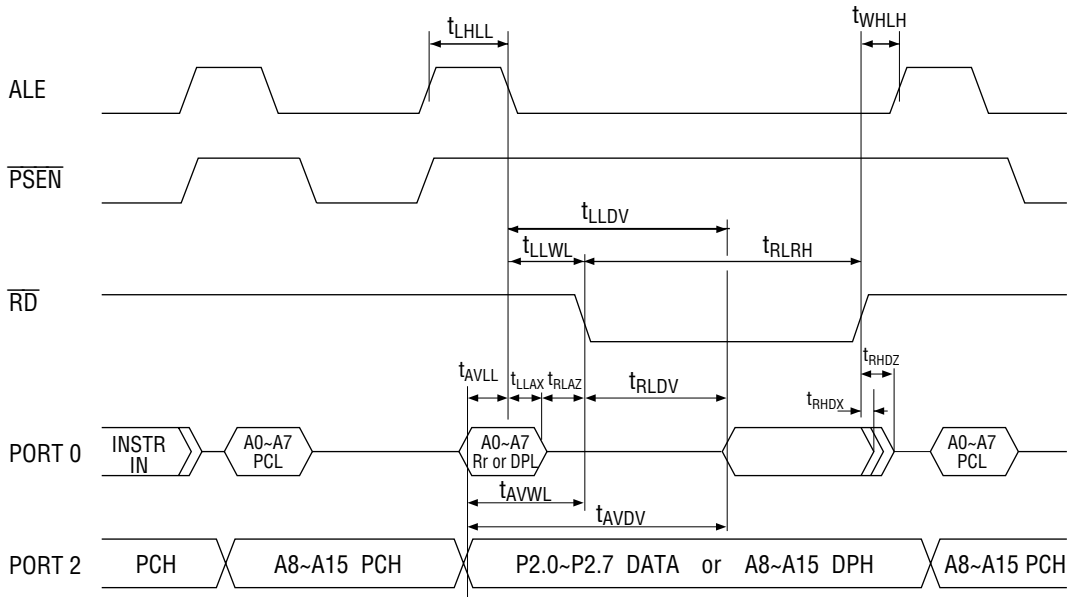 tLHLL
tWHLH
ALE
PSEN
tLLDV
tLLWL
tRLRH
RD
tAVLL
tLLAX
tRLAZ
tRLDV
tRHDZ
tRHDX
PORT 0
INSTR
IN
A0~A7
PCL
A0~A7
Rr or DPL
A0~A7
PCL
tAVWL
tAVDV
PORT 2
PCH
A8~A15 PCH
P2.0~P2.7 DATA or A8~A15 DPH
A8~A15 PCH